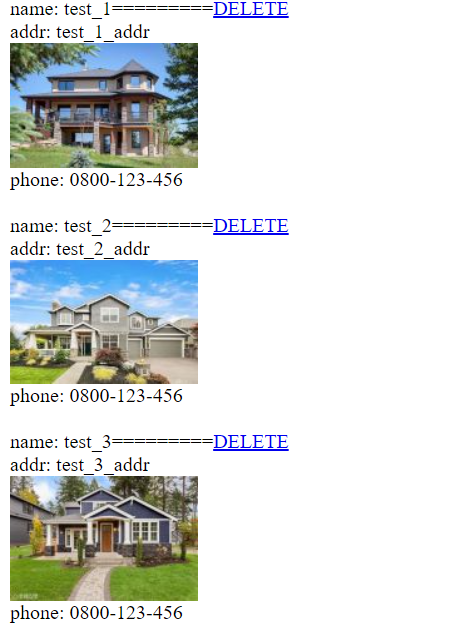 name: test_1=========DELETE
addr: test_1_addr
phone: 0800-123-456
name: test_2=========DELETE
addr: test_2_addr
phone: 0800-123-456
name: test_3=========DELETE
addr: test_3_addr
phone: 0800-123-456